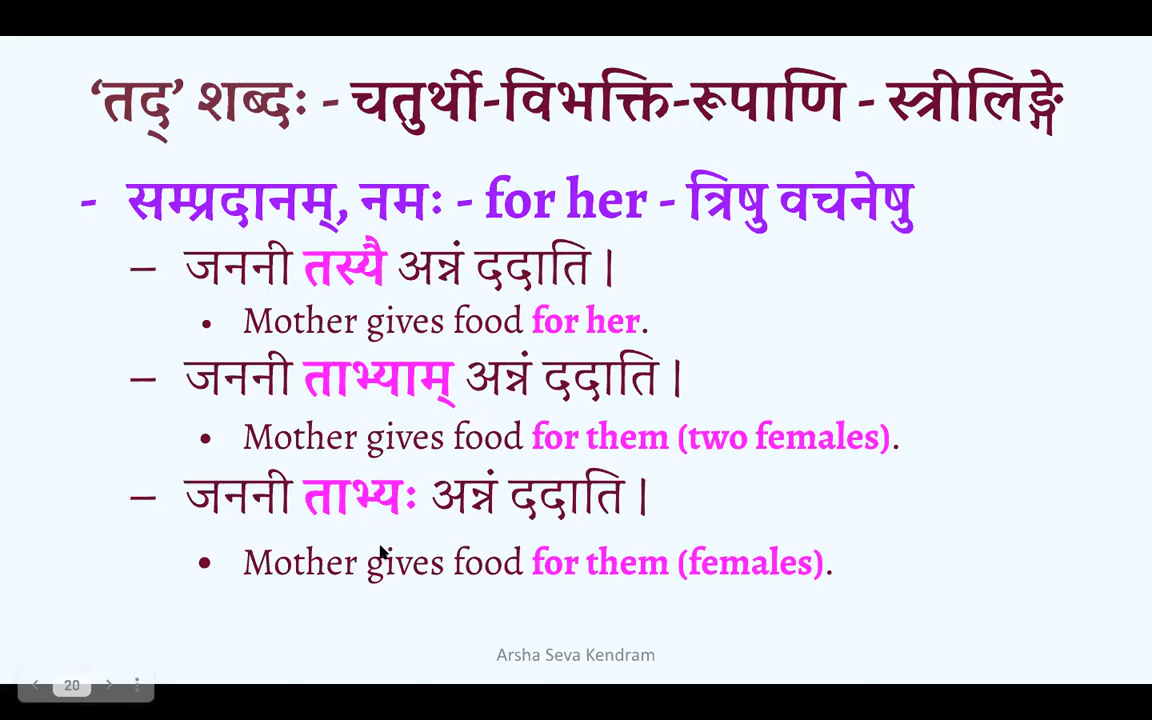 ‘तद्’ शब्दः - चतुर्थी-विभक्ति-रूपाणि - स्त्रीलिङ्गे
- सम्प्रदानम्, नमः - for her - त्रिषु वचनेषु
– जननी तस्यै अन्नं ददाति।
• Mother gives food for her.
– जननी ताभ्याम् अन्नं ददाति।
• Mother gives food for them (two females).
– जननी ताभ्यः अन्नं ददाति।
• Mother gives food for them (females).
Arsha Seva Kendram
20